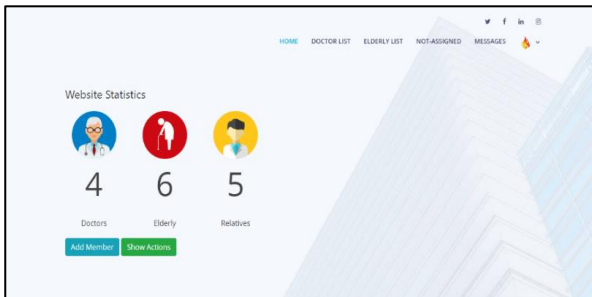 HOME DOCTOR LIST ELDERLY LIST NOT-ASSIGNED MESSAGES
Website Statistics
4 6 5
Doctors Elderly Relatives
Add Member Show Actions